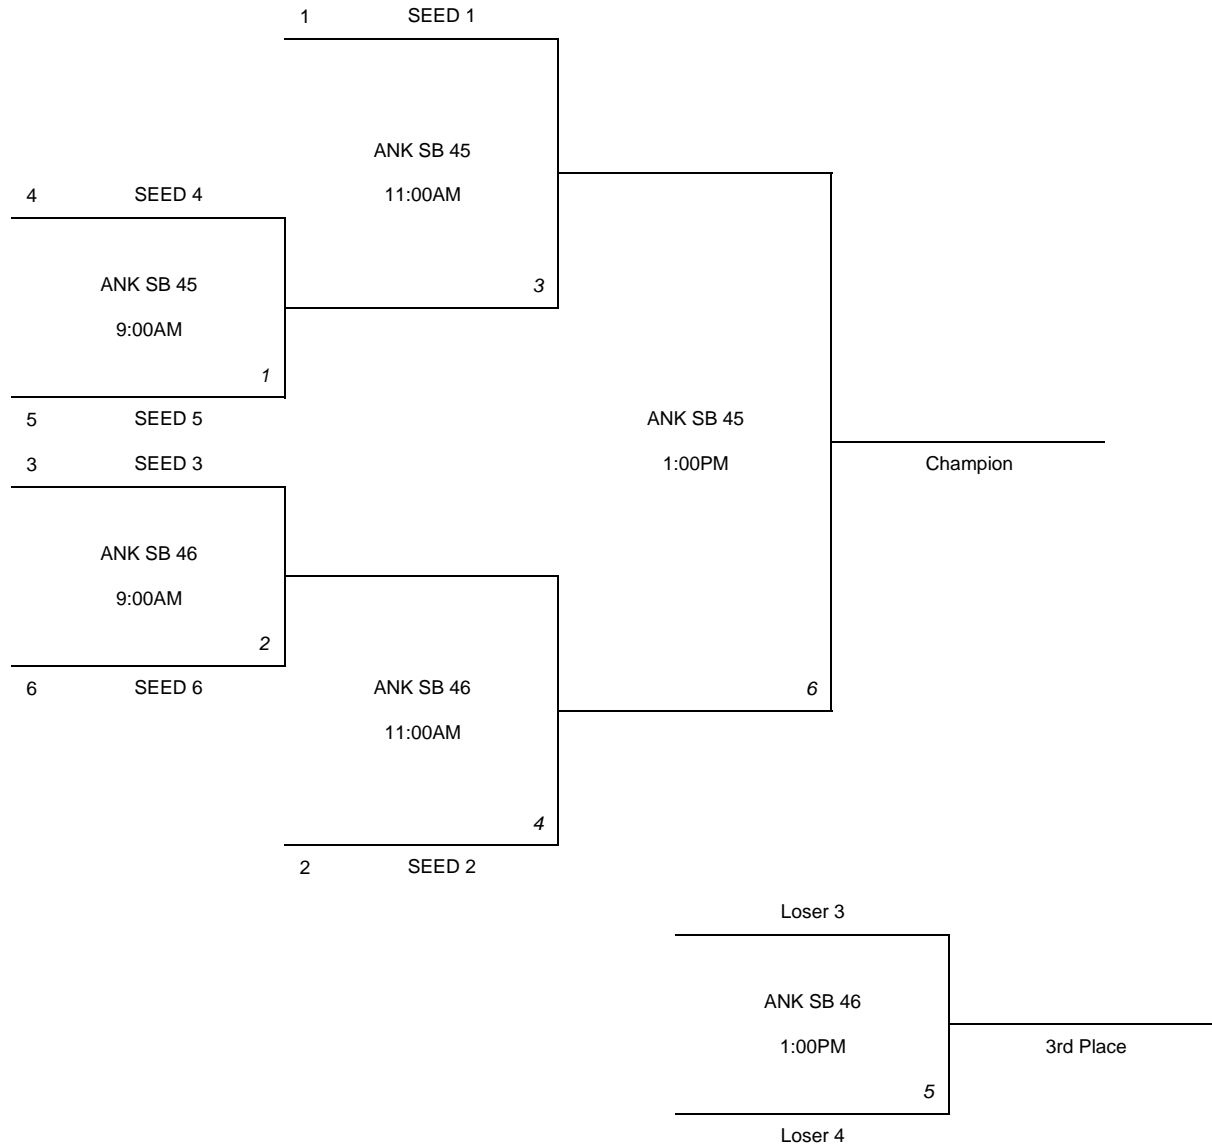 1 SEED 1
ANK SB 45
11:00AM
3
4 SEED 4
ANK SB 45
9:00AM
1
5 SEED 5
3 SEED 3
ANK SB 46
9:00AM
2
6 SEED 6
ANK SB 46
11:00AM
4
2 SEED 2
ANK SB 45
1:00PM
6
Champion
Loser 3
ANK SB 46
1:00PM
5
Loser 4
3rd Place